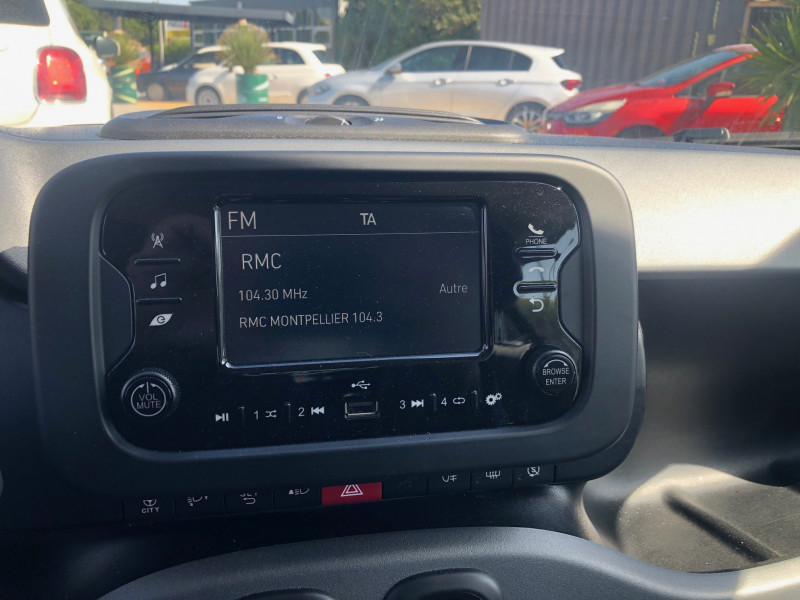 FM TA
RMC
104.30 MHz Autre
RMC MONTPELLIER 104.3
PHONE
VOL
MUTE
BROWSE
ENTER
1 2 3 4
CITY